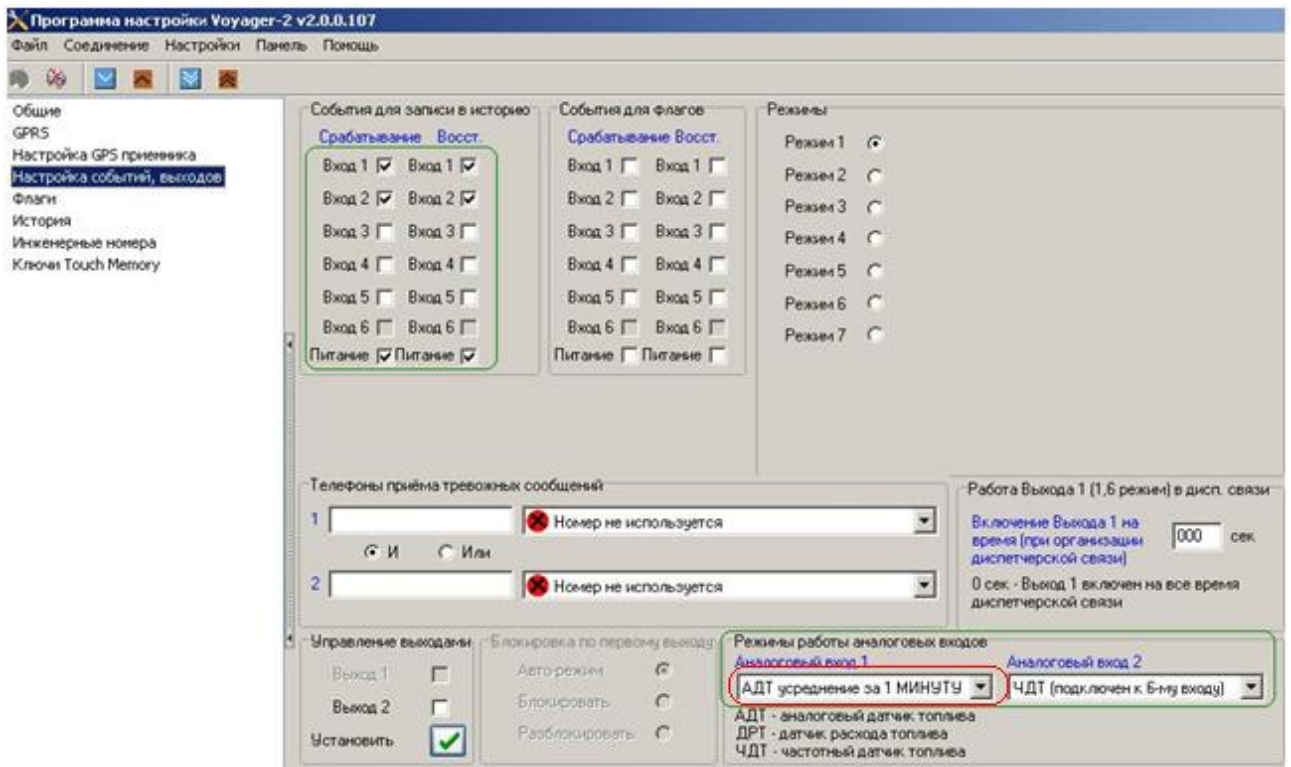 Программа настройки Voyager-2 v2.0.0.107
Файл Соединение Настройки Панель Помощь
Общие
GPRS
Настройка GPS приемника
Настройка событий, выходов
Флаги
История
Инженерные номера
Ключи Touch Memory
События для записи в историю
Срабатывание Восст.
Вход 1 Вход 1
Вход 2 Вход 2
Вход 3 Вход 3
Вход 4 Вход 4
Вход 5 Вход 5
Вход 6 Вход 6
Питание Питание
События для флагов
Срабатывание Восст.
Вход 1 Вход 1
Вход 2 Вход 2
Вход 3 Вход 3
Вход 4 Вход 4
Вход 5 Вход 5
Вход 6 Вход 6
Питание Питание
Режимы
Режим 1
Режим 2
Режим 3
Режим 4
Режим 5
Режим 6
Режим 7
Телефоны приёма тревожных сообщений
1 Номер не используется
И Или
2 Номер не используется
Работа Выхода 1 (1,6 режим) в дисп. связи
Включение Выхода 1 на
время (при организации
диспетчерской связи)
000 сек
0 сек - Выход 1 включен на все время
диспетчерской связи
Управление выходами
Выход 1
Выход 2
Установить
Блокировка по первому выходу
Авто-режим
Блокировать
Разблокировать
Режимы работы аналоговых входов
Аналоговый вход 1 Аналоговый вход 2
АДТ усреднение за 1 МИНУТУ ЧДТ (подключен к 6-му входу)
АДТ - аналоговый датчик топлива
ДРТ - датчик расхода топлива
ЧДТ - частотный датчик топлива